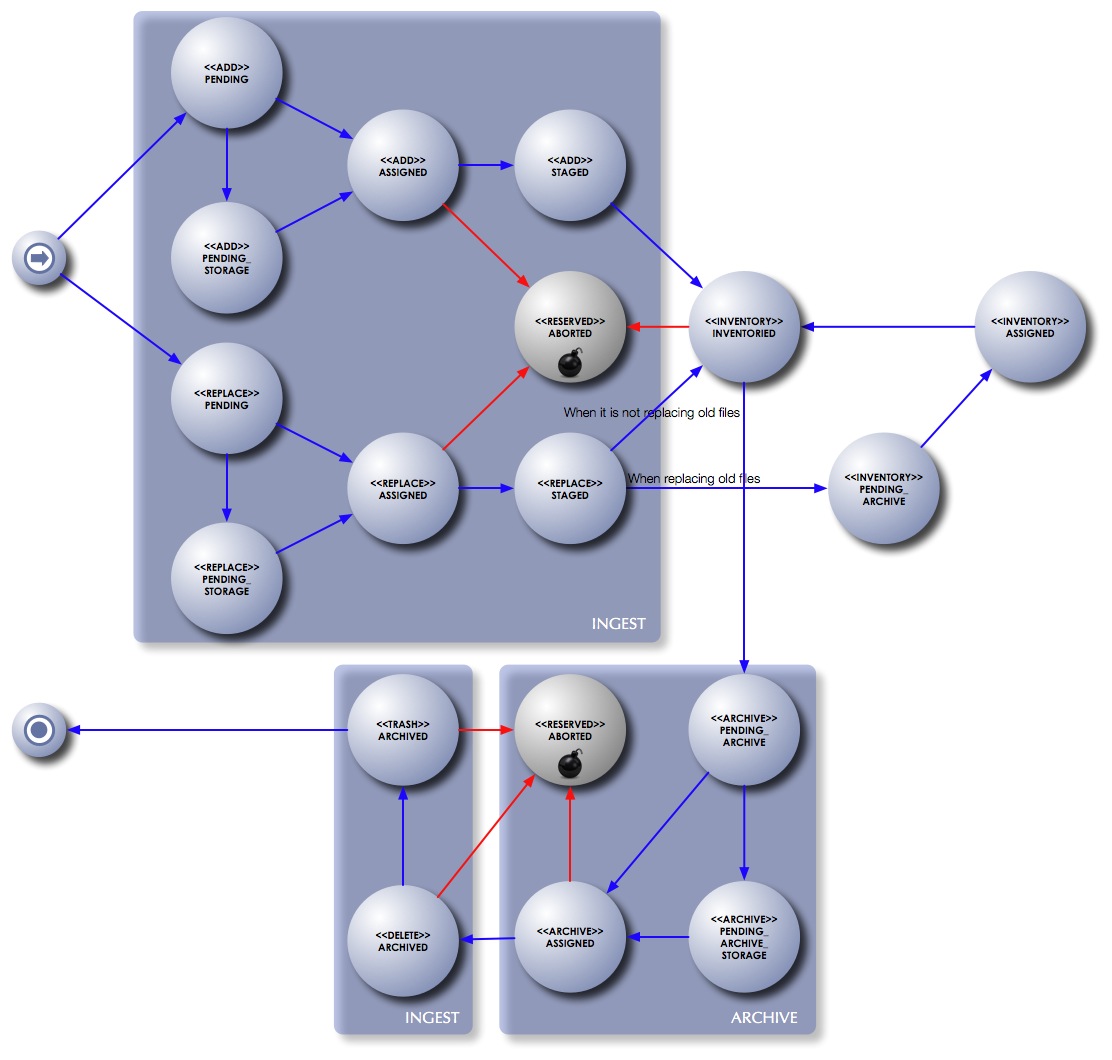 <<ADD>>
PENDING
<<ADD>>
ASSIGNED
<<ADD>>
STAGED
<<ADD>>
PENDING_
STORAGE
<<RESERVED>>
ABORTED
<<INVENTORY>>
INVENTORIED
<<INVENTORY>>
ASSIGNED
<<REPLACE>>
PENDING
When it is not replacing old files
<<REPLACE>>
ASSIGNED
<<REPLACE>>
STAGED
When replacing old files
<<INVENTORY>>
PENDING_
ARCHIVE
<<REPLACE>>
PENDING_
STORAGE
INGEST
<<TRASH>>
ARCHIVED
<<RESERVED>>
ABORTED
<<ARCHIVE>>
PENDING_
ARCHIVE
<<DELETE>>
ARCHIVED
<<ARCHIVE>>
ASSIGNED
<<ARCHIVE>>
PENDING_
ARCHIVE_
STORAGE
INGEST
ARCHIVE